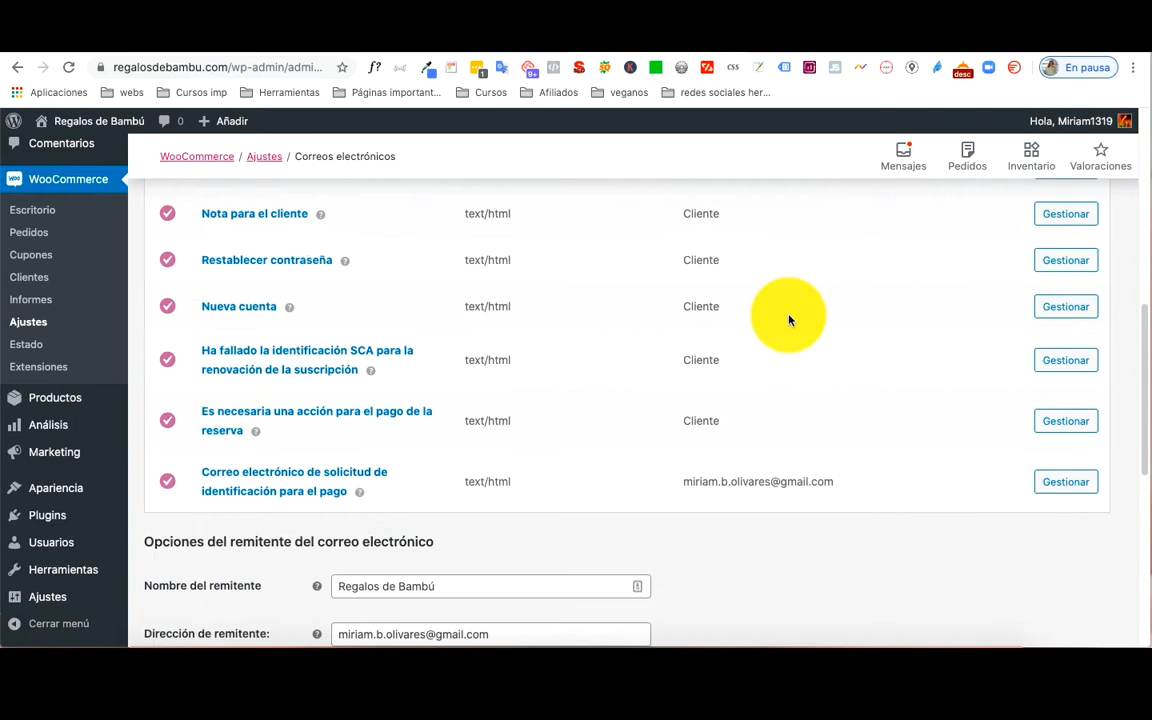 regalosdebambu.com/wp-admin/admi...
f?
1
9+
CSS
JS
desc
En pausa
Aplicaciones
webs
Cursos imp
Herramientas
Páginas important...
Cursos
Afiliados
veganos
redes sociales her...
Regalos de Bambú
0
Añadir
Hola, Miriam1319
Comentarios
WooCommerce
Escritorio
Pedidos
Cupones
Clientes
Informes
Ajustes
Estado
Extensiones
Productos
Análisis
Marketing
Apariencia
Plugins
Usuarios
Herramientas
Ajustes
Cerrar menú
WooCommerce / Ajustes / Correos electrónicos
Mensajes
Pedidos
Inventario
Valoraciones
Nota para el cliente
text/html
Cliente
Gestionar
Restablecer contraseña
text/html
Cliente
Gestionar
Nueva cuenta
text/html
Cliente
Gestionar
Ha fallado la identificación SCA para la
renovación de la suscripción
text/html
Cliente
Gestionar
Es necesaria una acción para el pago de la
reserva
text/html
Cliente
Gestionar
Correo electrónico de solicitud de
identificación para el pago
text/html
miriam.b.olivares@gmail.com
Gestionar
Opciones del remitente del correo electrónico
Nombre del remitente
Regalos de Bambú
Dirección de remitente:
miriam.b.olivares@gmail.com